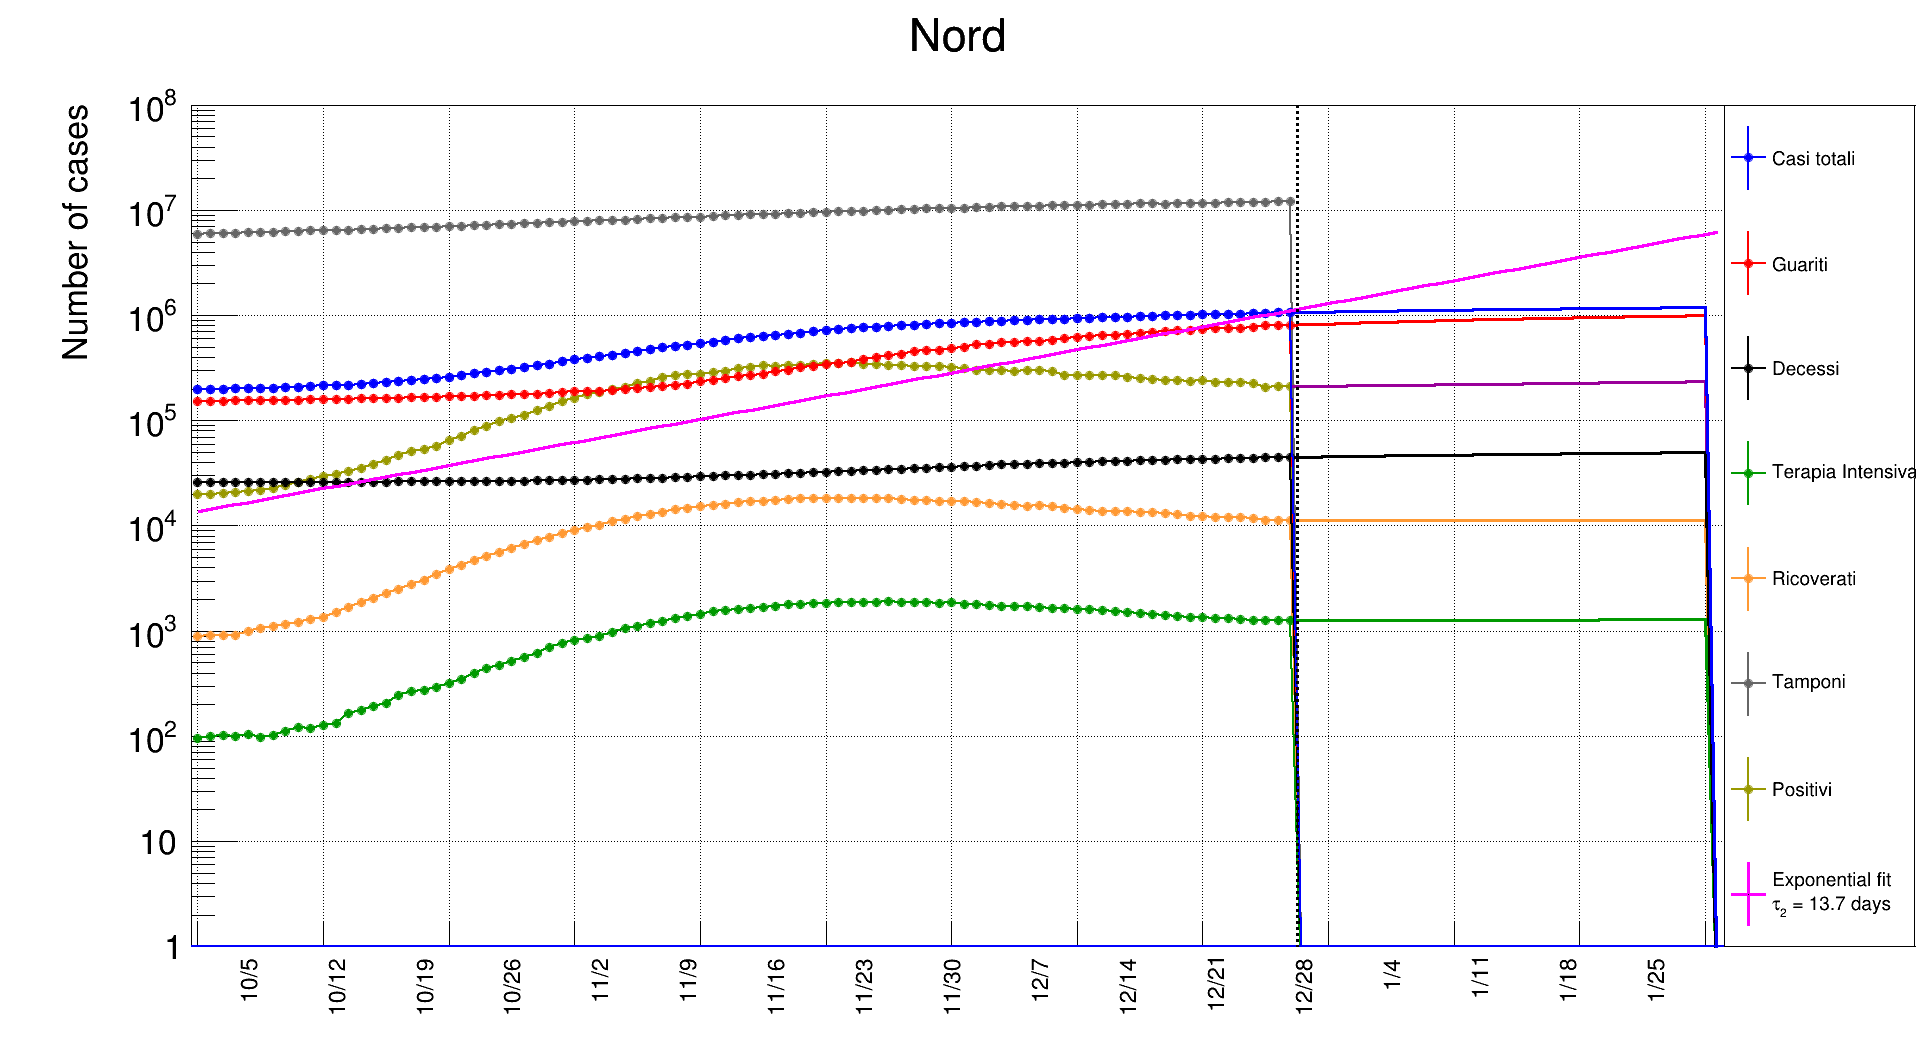 Nord
Number of cases
10^8
10^7
10^6
10^5
10^4
10^3
10^2
10
1
10/5
10/12
10/19
10/26
11/2
11/9
11/16
11/23
11/30
12/7
12/14
12/21
12/28
1/4
1/11
1/18
1/25
Casi totali
Guariti
Decessi
Terapia Intensiva
Ricoverati
Tamponi
Positivi
Exponential fit
τ_2 = 13.7 days